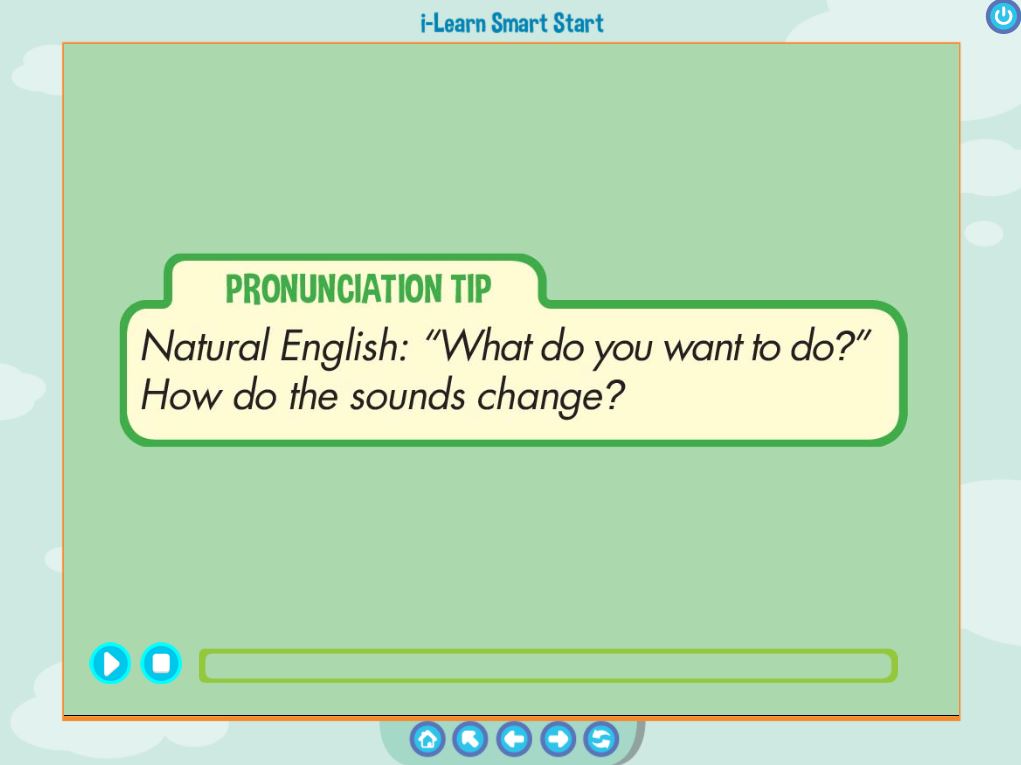 i-Learn Smart Start
PRONUNCIATION TIP
Natural English: “What do you want to do?”
How do the sounds change?